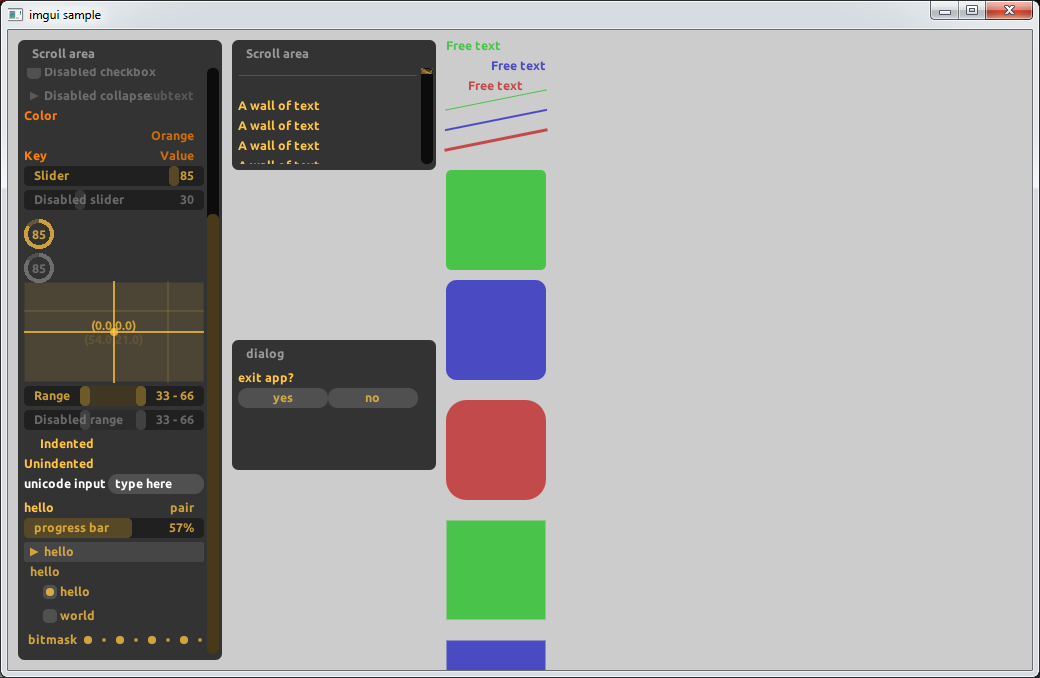 imgui sample
Scroll area
Disabled checkbox
Disabled collapse subtext
Color
Orange
Key Value
Slider 85
Disabled slider 30
85
85
(0.0,0.0)
(54.0,21.0)
Range 33 - 66
Disabled range 33 - 66
Indented
Unindented
unicode input type here
hello pair
progress bar 57%
hello
hello
hello
world
bitmask
Scroll area
A wall of text
A wall of text
A wall of text
A wall of text
dialog
exit app?
yes no
Free text
Free text
Free text